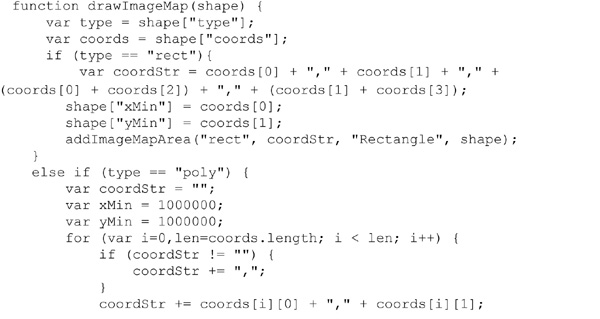 function drawImageMap(shape) {
var type = shape["type"];
var coords = shape["coords"];
if (type == "rect"){
var coordStr = coords[0] + "," + coords[1] + "," +
(coords[0] + coords[2]) + "," + (coords[1] + coords[3]);
shape["xMin"] = coords[0];
shape["yMin"] = coords[1];
addImageMapArea("rect", coordStr, "Rectangle", shape);
}
else if (type == "poly") {
var coordStr = "";
var xMin = 1000000;
var yMin = 1000000;
for (var i=0,len=coords.length; i < len; i++) {
if (coordStr != "") {
coordStr += ",";
}
coordStr += coords[i][0] + "," + coords[i][1];